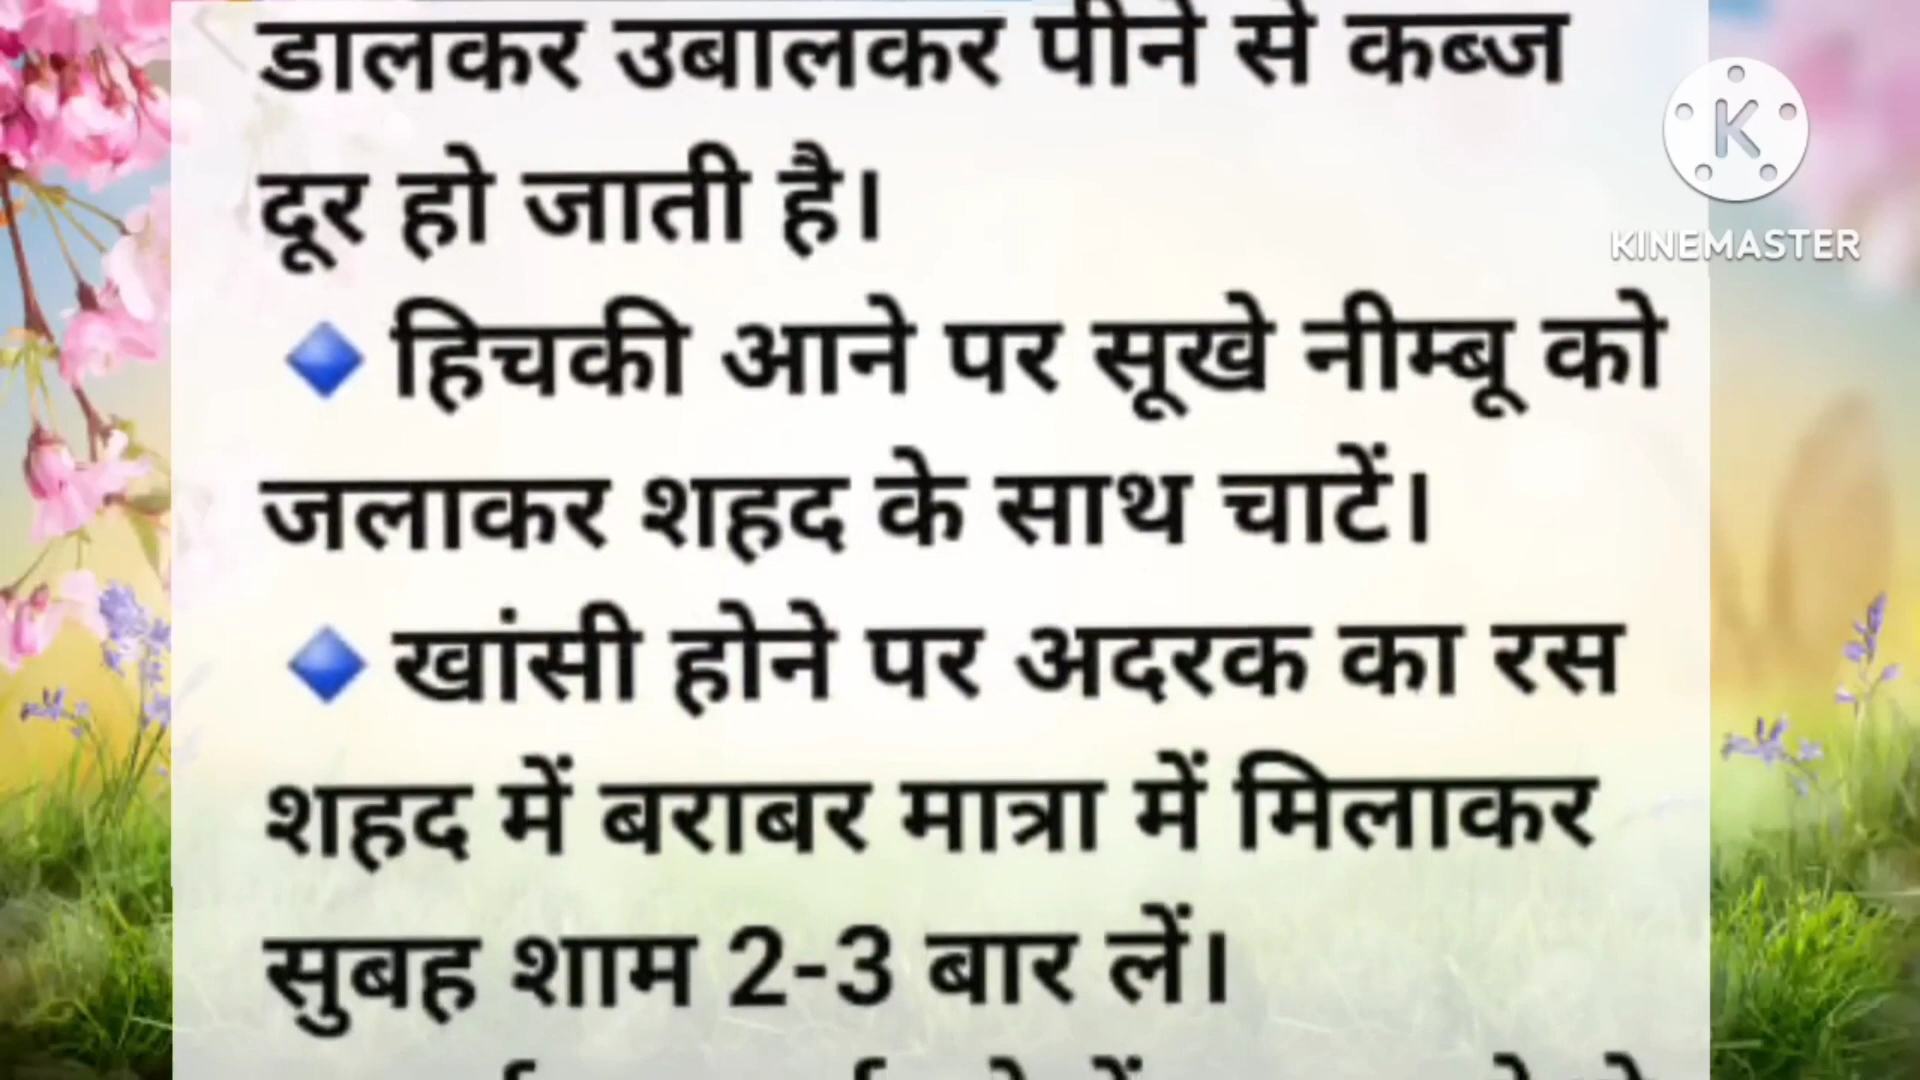 डालकर उबालकर पीने से कब्ज
दूर हो जाती है।
🔷 हिचकी आने पर सूखे नीम्बू को
जलाकर शहद के साथ चाटें।
🔷 खांसी होने पर अदरक का रस
शहद में बराबर मात्रा में मिलाकर
सुबह शाम 2-3 बार लें।
K
KINEMASTER